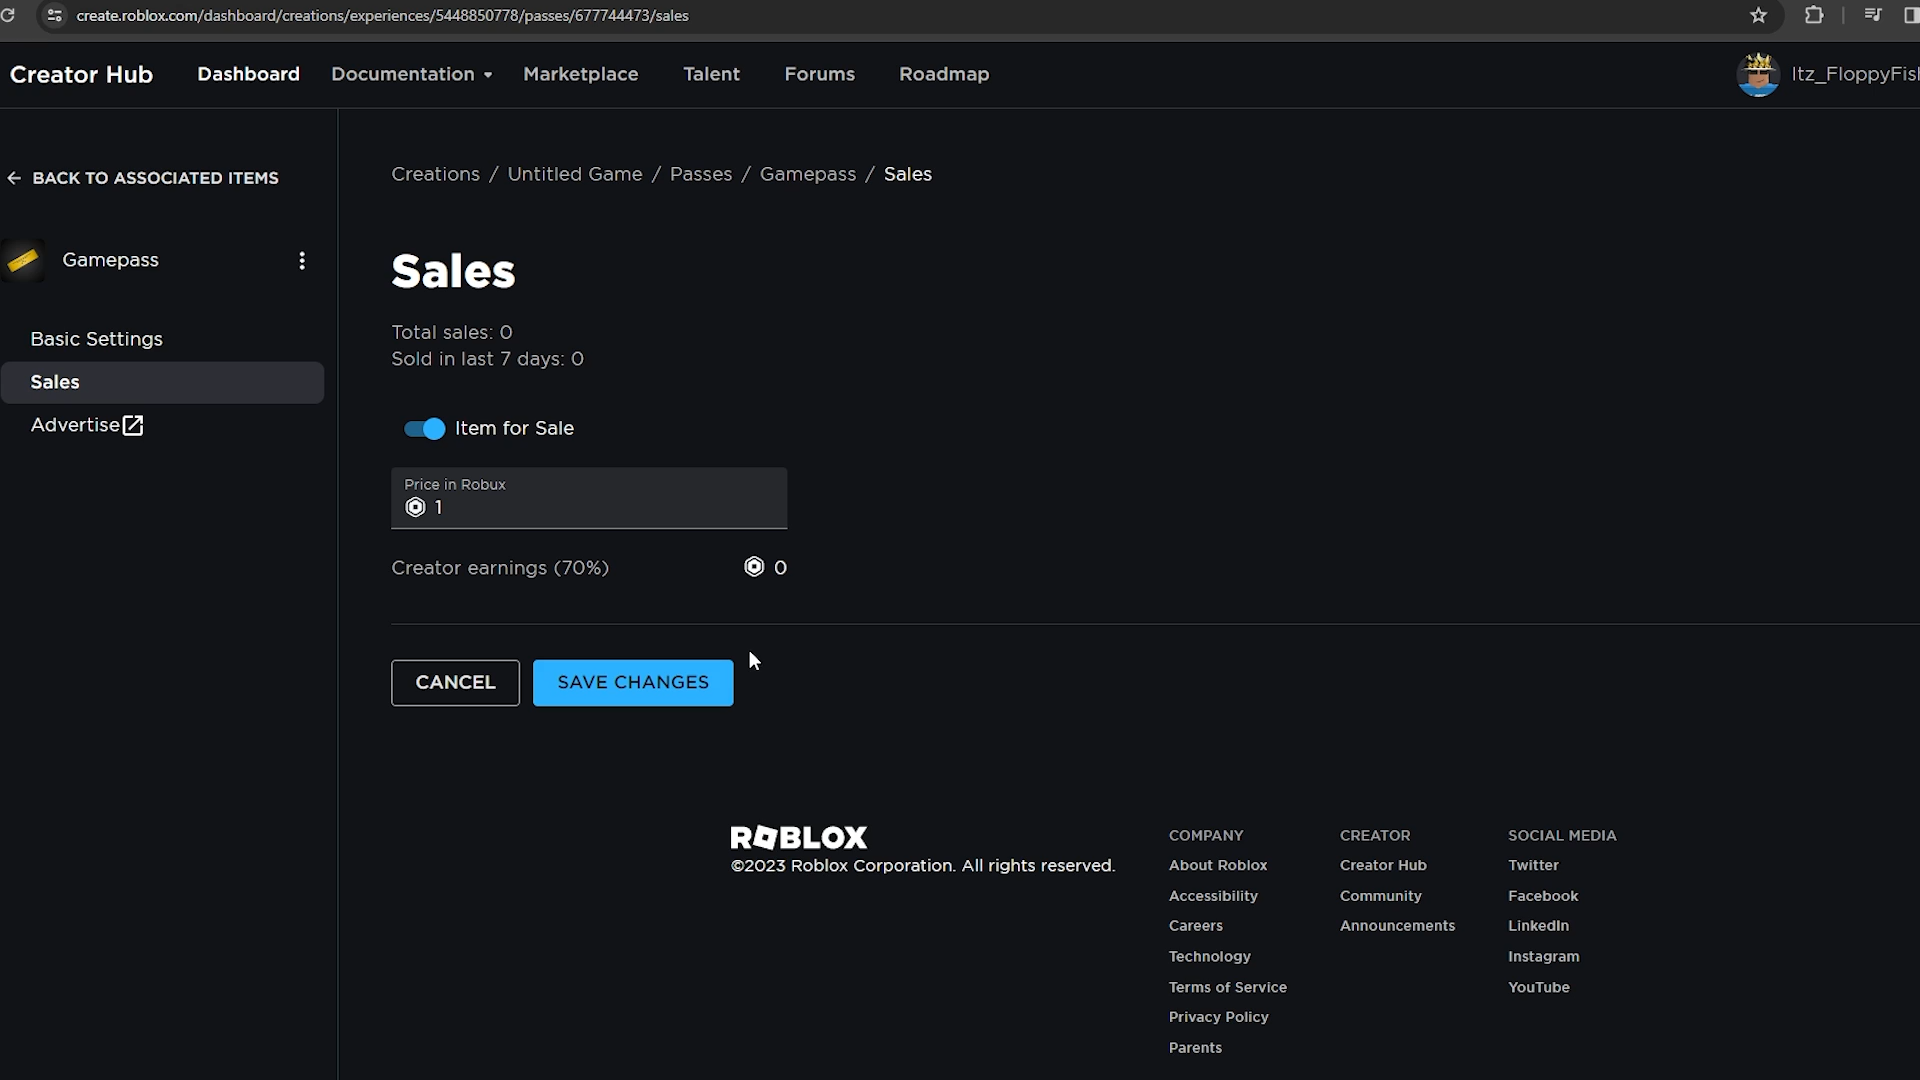 create.roblox.com/dashboard/creations/experiences/5448850778/passes/677744473/sales
Creator Hub Dashboard Documentation Marketplace Talent Forums Roadmap Itz_FloppyFis
BACK TO ASSOCIATED ITEMS
Gamepass
Basic Settings
Sales
Advertise
Creations / Untitled Game / Passes / Gamepass / Sales
Sales
Total sales: 0
Sold in last 7 days: 0
Item for Sale
Price in Robux
1
Creator earnings (70%) 0
CANCEL SAVE CHANGES
ROBLOX
©2023 Roblox Corporation. All rights reserved.
COMPANY
About Roblox
Accessibility
Careers
Technology
Terms of Service
Privacy Policy
Parents
CREATOR
Creator Hub
Community
Announcements
SOCIAL MEDIA
Twitter
Facebook
LinkedIn
Instagram
YouTube